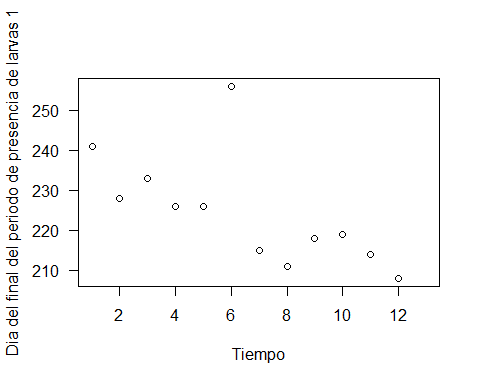 Dia del final del periodo de presencia de larvas 1
250
240
230
220
210
2 4 6 8 10 12
Tiempo